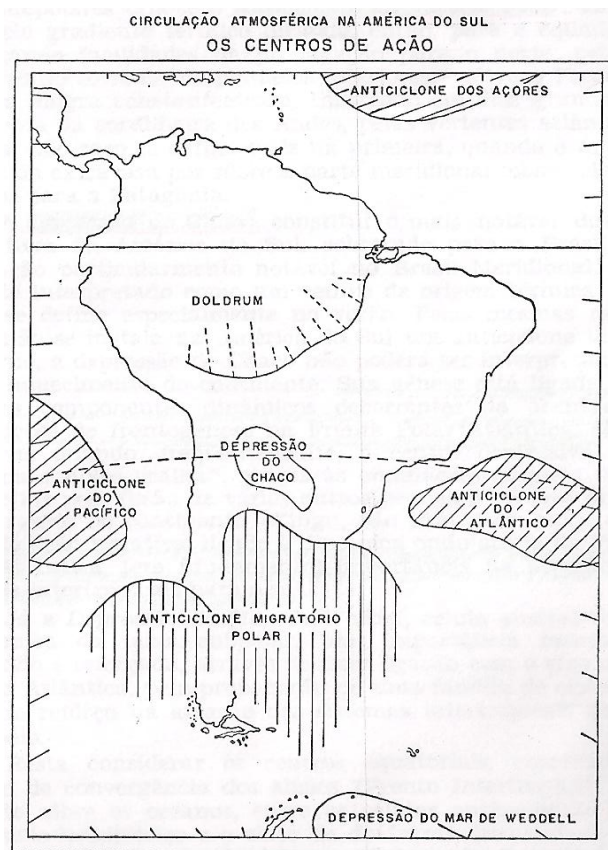 CIRCULAÇÃO ATMOSFÉRICA NA AMÉRICA DO SUL
OS CENTROS DE AÇÃO
ANTICICLONE DOS AÇORES
DOLDRUM
DEPRESSÃO
DO
CHACO
ANTICICLONE
DO
PACÍFICO
ANTICICLONE
DO
ATLÂNTICO
ANTICICLONE MIGRATÓRIO
POLAR
DEPRESSÃO DO MAR DE WEDDELL